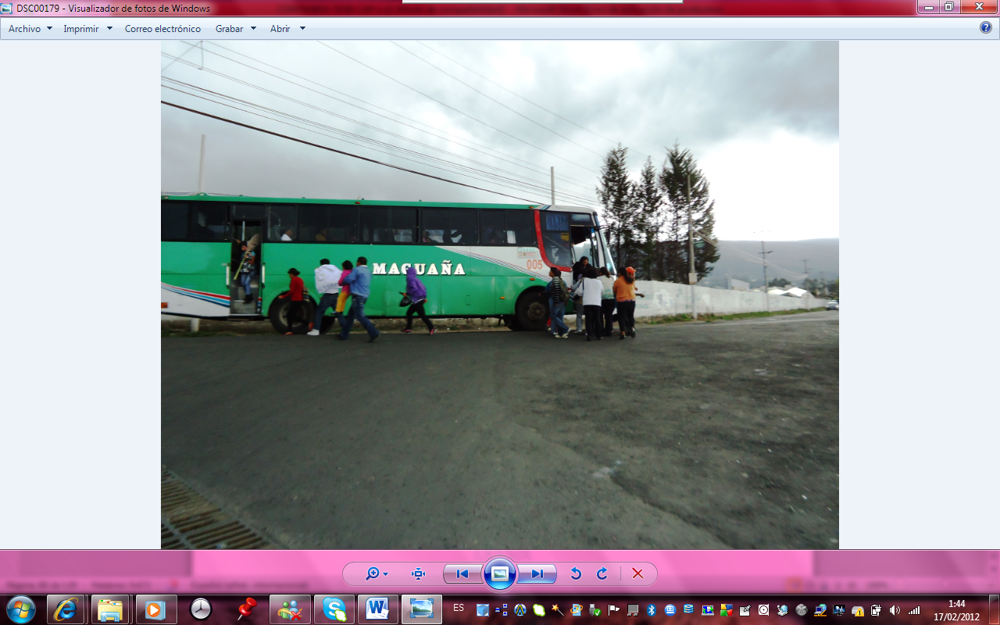 DSC00179 - Visualizador de fotos de Windows
Archivo Imprimir Correo electrónico Grabar Abrir
MAGUAÑA
005
ES
1:44
17/02/2012